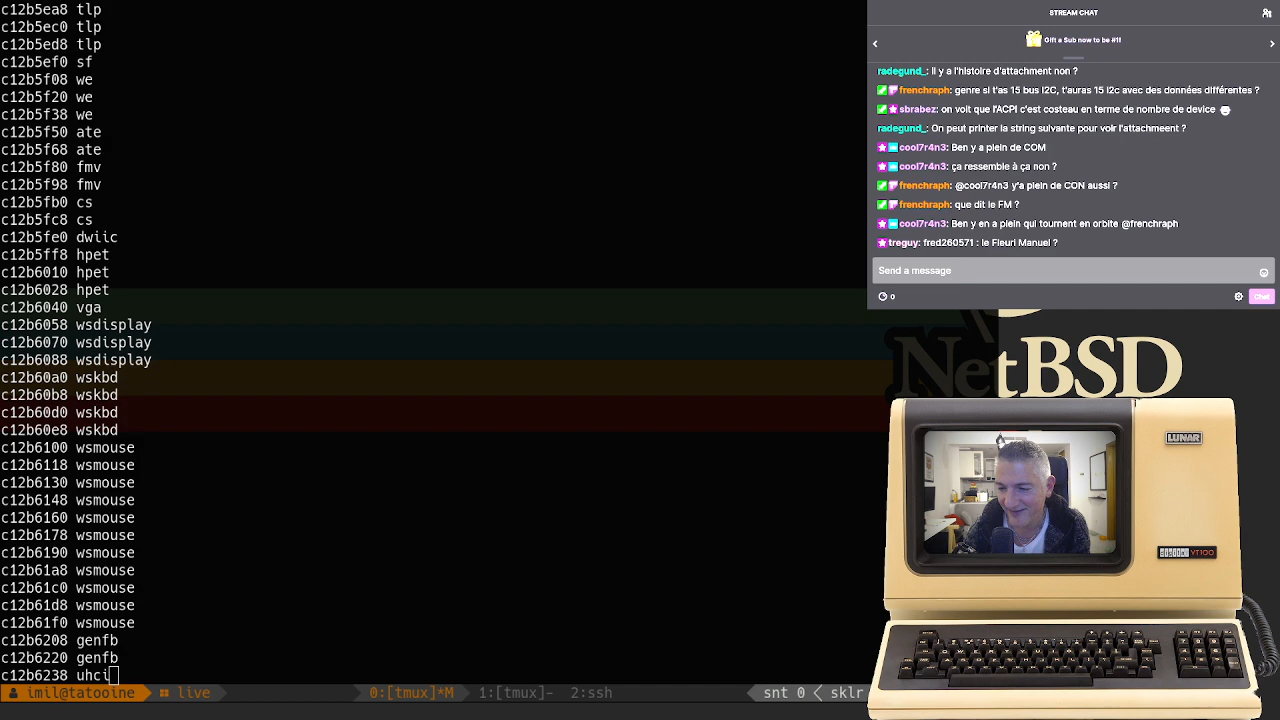 c12b5ea8 tlp
c12b5ec0 tlp
c12b5ed8 tlp
c12b5ef0 sf
c12b5f08 we
c12b5f20 we
c12b5f38 we
c12b5f50 ate
c12b5f68 ate
c12b5f80 fmv
c12b5f98 fmv
c12b5fb0 cs
c12b5fc8 cs
c12b5fe0 dwiic
c12b5ff8 hpet
c12b6010 hpet
c12b6028 hpet
c12b6040 vga
c12b6058 wsdisplay
c12b6070 wsdisplay
c12b6088 wsdisplay
c12b60a0 wskbd
c12b60b8 wskbd
c12b60d0 wskbd
c12b60e8 wskbd
c12b6100 wsmouse
c12b6118 wsmouse
c12b6130 wsmouse
c12b6148 wsmouse
c12b6160 wsmouse
c12b6178 wsmouse
c12b6190 wsmouse
c12b61a8 wsmouse
c12b61c0 wsmouse
c12b61d8 wsmouse
c12b61f0 wsmouse
c12b6208 genfb
c12b6220 genfb
c12b6238 uhci
imil@tatooine live 0:[tmux]*M 1:[tmux]- 2:ssh snt 0 sklr
STREAM CHAT
Gift a Sub now to be #1!
radegund_: Il y a l'histoire d'attachment non ?
frenchraph: genre si t'as 15 bus I2C, t'auras 15 i2c avec des données différentes ?
sbrabez: on voit que l'ACPI c'est costeau en terme de nombre de device
radegund_: On peut printer la string suivante pour voir l'attachmeent ?
cool7r4n3: Ben y a plein de COM
cool7r4n3: ça ressemble à ça non ?
frenchraph: @cool7r4n3 y'a plein de CON aussi ?
frenchraph: que dit le FM ?
cool7r4n3: Ben y en a plein qui tournent en orbite @frenchraph
treguy: fred260571 : le Fleuri Manuel ?
Send a message
0
Chat
NetBSD
LUNAR
digital VT100